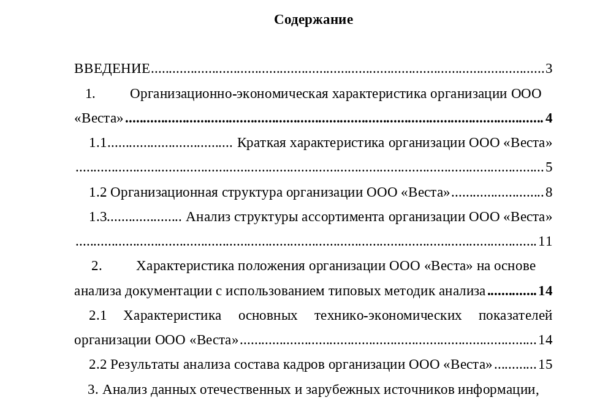 Содержание
ВВЕДЕНИЕ..........................................................................................................3
1. Организационно-экономическая характеристика организации ООО
«Веста»................................................................................................................4
1.1................................... Краткая характеристика организации ООО «Веста»
..............................................................................................................................5
1.2 Организационная структура организации ООО «Веста»..........................8
1.3..................... Анализ структуры ассортимента организации ООО «Веста»
............................................................................................................................11
2. Характеристика положения организации ООО «Веста» на основе
анализа документации с использованием типовых методик анализа..............14
2.1 Характеристика основных технико-экономических показателей
организации ООО «Веста»...................................................................................14
2.2 Результаты анализа состава кадров организации ООО «Веста»............15
3. Анализ данных отечественных и зарубежных источников информации,